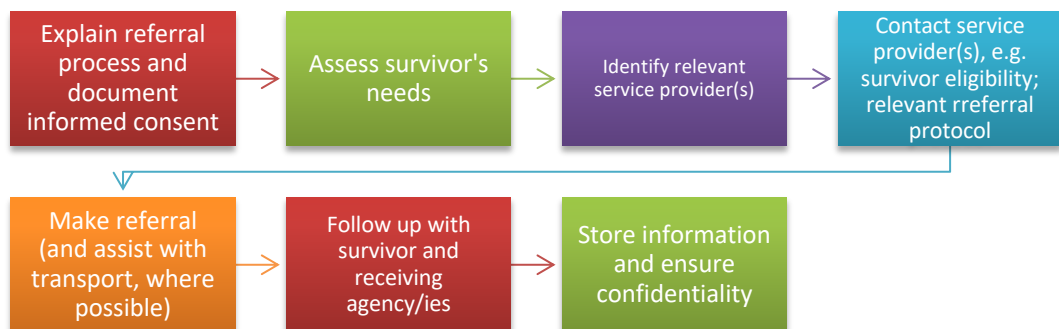 Explain referral
process and
document
informed consent
Assess survivor's
needs
Identify relevant
service provider(s)
Contact service
provider(s), e.g.
survivor eligibility;
relevant rreferral
protocol
Make referral
(and assist with
transport, where
possible)
Follow up with
survivor and
receiving
agency/ies
Store information
and ensure
confidentiality